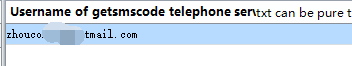 Username of getsmscode telephone ser txt can be pure t
zhouco tmail.com